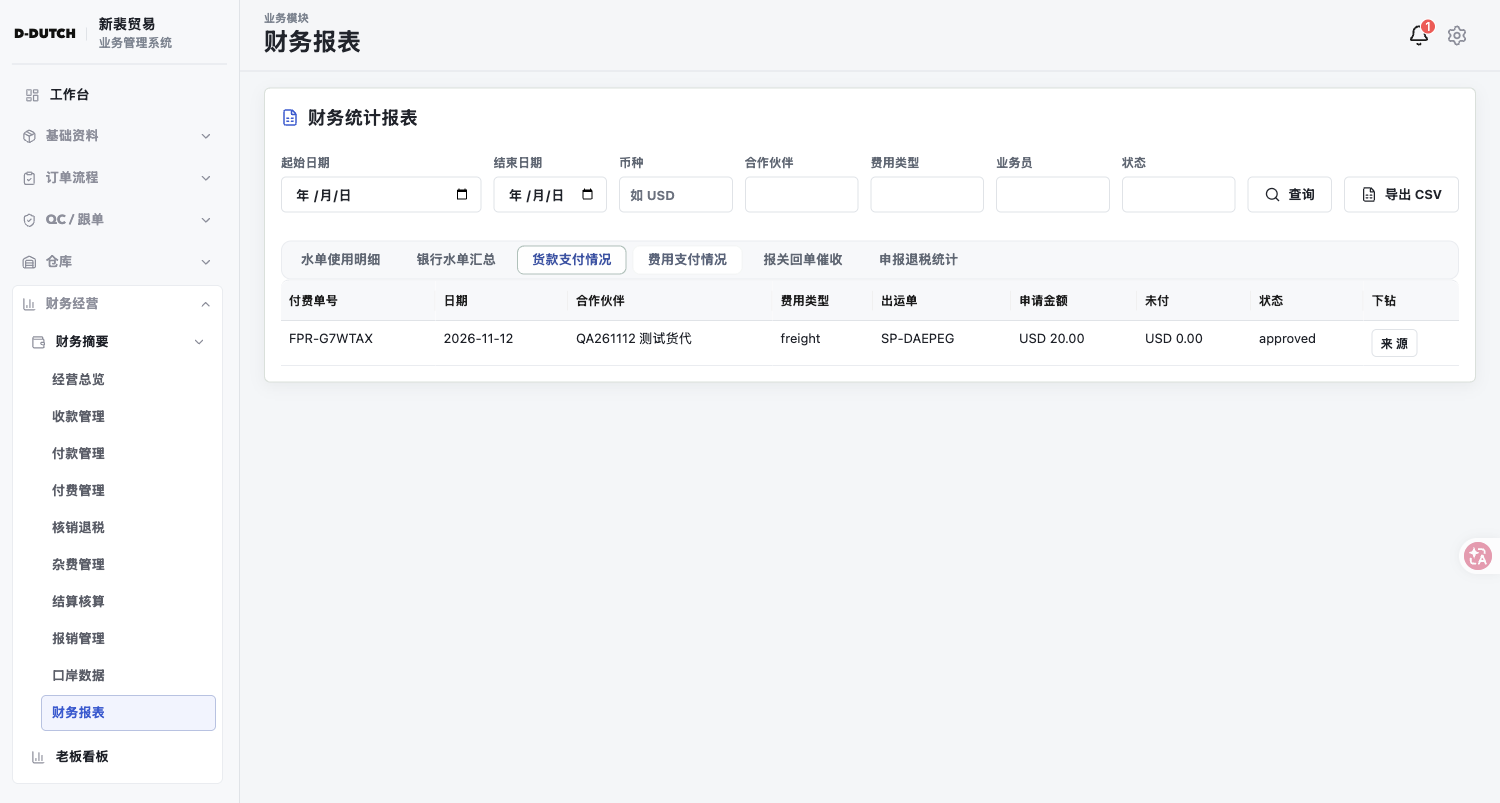 D-DUTCH
新裴贸易
业务管理系统
工作台
基础资料
订单流程
QC / 跟单
仓库
财务经营
财务摘要
经营总览
收款管理
付款管理
付费管理
核销退税
杂费管理
结算核算
报销管理
口岸数据
财务报表
老板看板
业务模块
财务报表
1
财务统计报表
起始日期 结束日期 币种 合作伙伴 费用类型 业务员 状态
年 /月/日 年 /月/日 如 USD 查询 导出 CSV
水单使用明细 银行水单汇总 货款支付情况 费用支付情况 报关回单催收 申报退税统计
付费单号 日期 合作伙伴 费用类型 出运单 申请金额 未付 状态 下钻
FPR-G7WTAX 2026-11-12 QA261112 测试货代 freight SP-DAEPEG USD 20.00 USD 0.00 approved 来 源